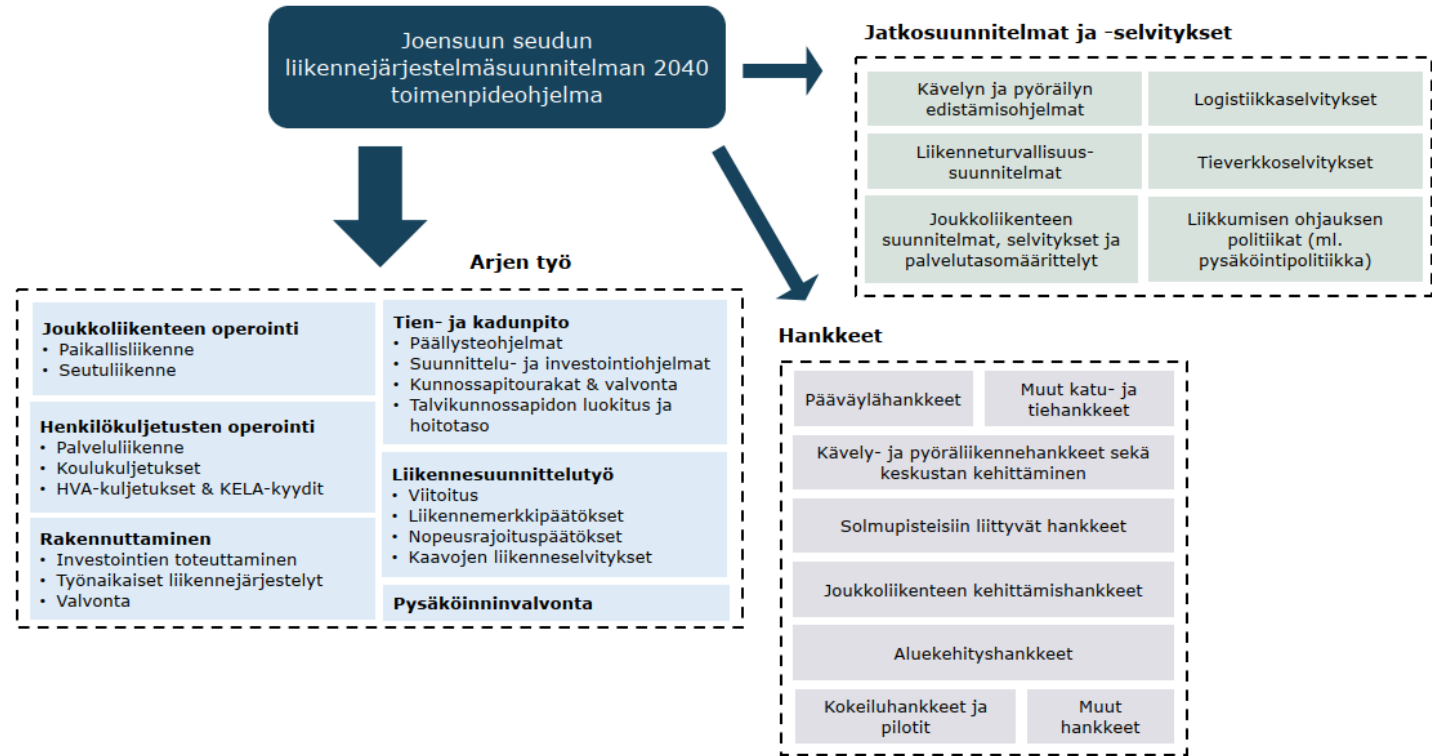 Joensuun seudun
liikennejärjestelmäsuunnitelman 2040
toimenpideohjelma
Jatkosuunnitelmat ja -selvitykset
Kävelyn ja pyöräilyn
edistämisohjelmat
Logistiikkaselvitykset
Liikenneturvallisuus-
suunnitelmat
Tieverkkoselvitykset
Joukkoliikenteen
suunnitelmat, selvitykset ja
palvelutasomäärittelyt
Liikkumisen ohjauksen
politiikat (ml.
pysäköintipolitiikka)
Arjen työ
Joukkoliikenteen operointi
• Paikallisliikenne
• Seutuliikenne
Henkilökuljetusten operointi
• Palveluliikenne
• Koulukuljetukset
• HVA-kuljetukset & KELA-kyydit
Rakennuttaminen
• Investointien toteuttaminen
• Työnaikaiset liikennejärjestelyt
• Valvonta
Tien- ja kadunpito
• Päällysteohjelmat
• Suunnittelu- ja investointiohjelmat
• Kunnossapitourakat & valvonta
• Talvikunnossapidon luokitus ja
hoitotaso
Liikennesuunnittelutyö
• Viitoitus
• Liikennemerkkipäätökset
• Nopeusrajoituspäätökset
• Kaavojen liikenneselvitykset
Pysäköinninvalvonta
Hankkeet
Pääväylähankkeet
Muut katu- ja
tiehankkeet
Kävely- ja pyöräliikennehankkeet sekä
keskustan kehittäminen
Solmupisteisiin liittyvät hankkeet
Joukkoliikenteen kehittämishankkeet
Aluekehityshankkeet
Kokeiluhankkeet ja
pilotit
Muut
hankkeet